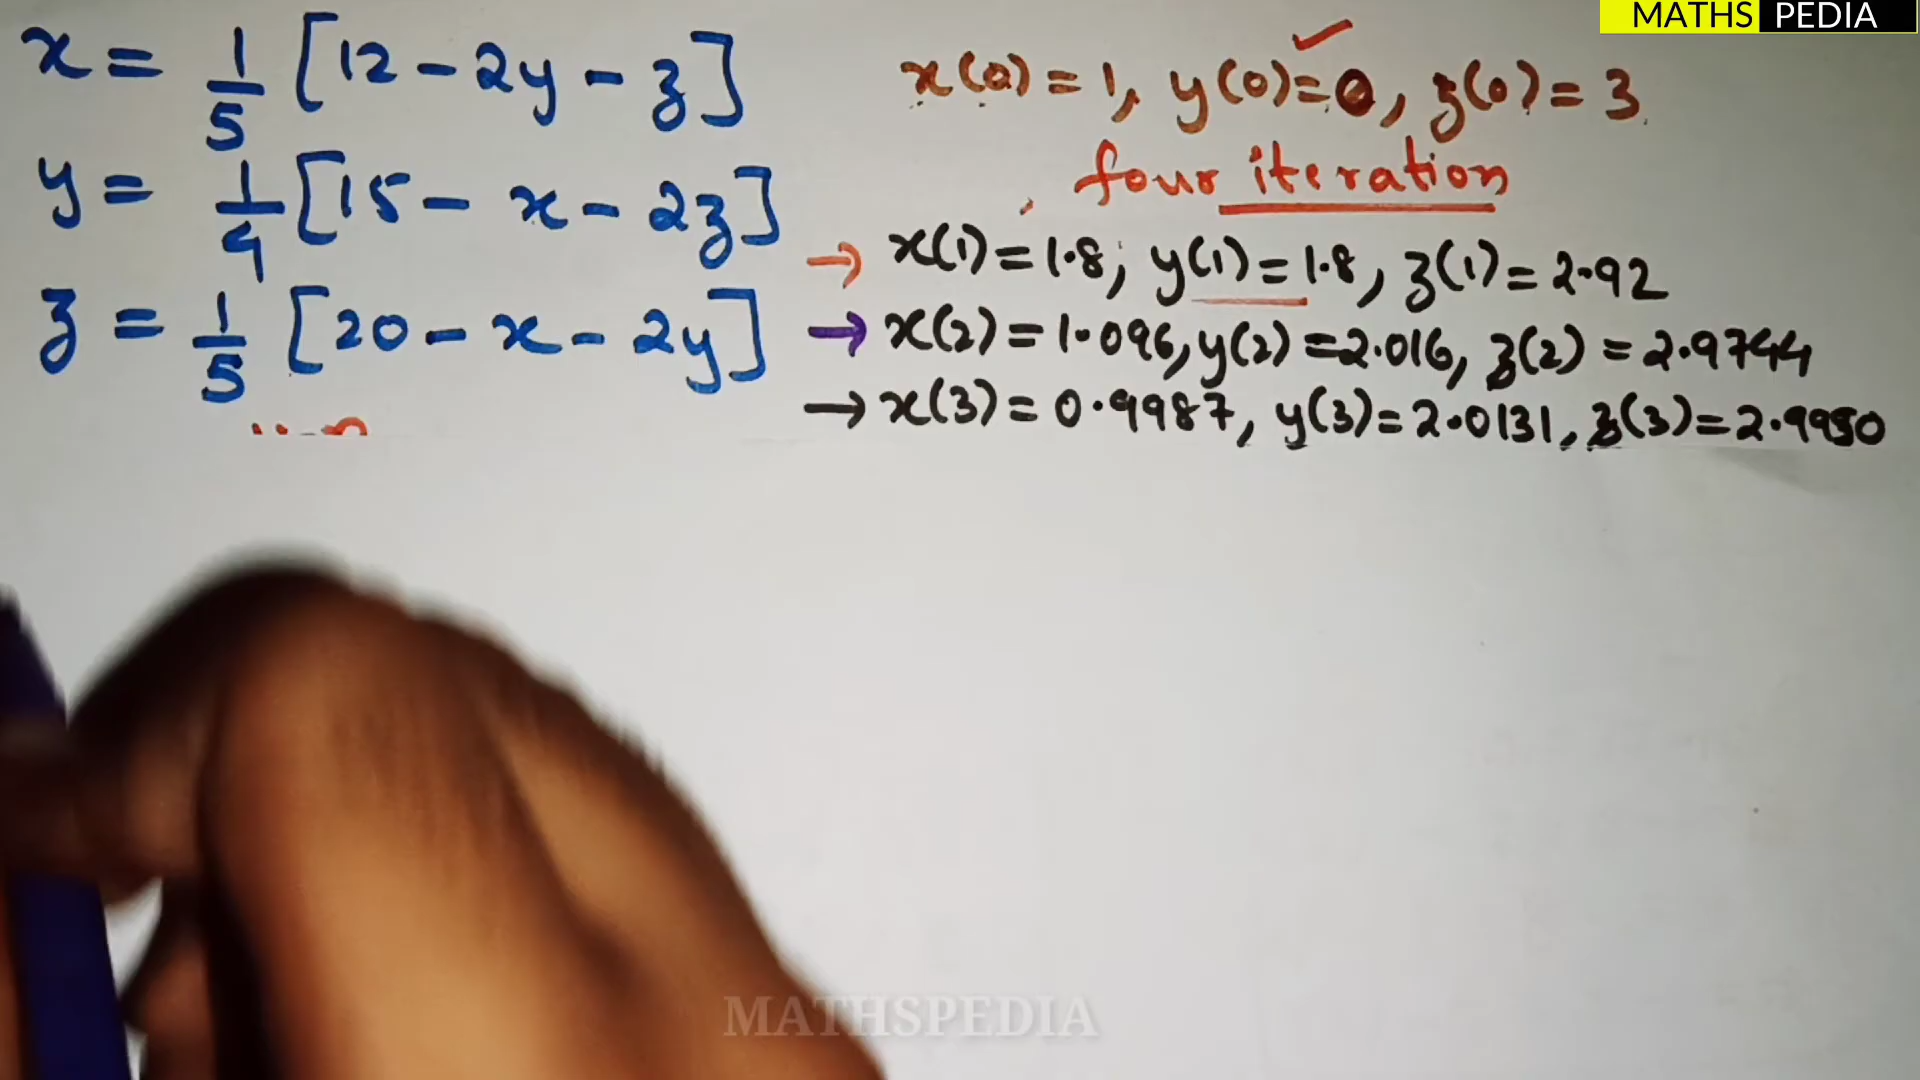 MATHS PEDIA
x = 1/5 [12 - 2y - z]
y = 1/4 [15 - x - 2z]
z = 1/5 [20 - x - 2y]
x(0) = 1, y(0) = 0, z(0) = 3
four iteration
→ x(1) = 1.8; y(1) = 1.8, z(1) = 2.92
→ x(2) = 1.096, y(2) = 2.016, z(2) = 2.9744
→ x(3) = 0.9987, y(3) = 2.0131, z(3) = 2.9950
MATHSPEDIA